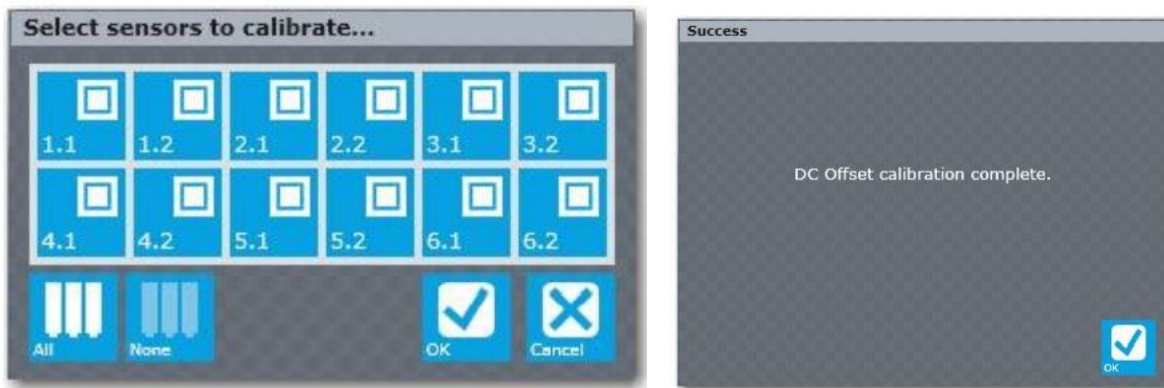 Select sensors to calibrate...
1.1 1.2 2.1 2.2 3.1 3.2
4.1 4.2 5.1 5.2 6.1 6.2
All None OK Cancel
Success
DC Offset calibration complete.
OK